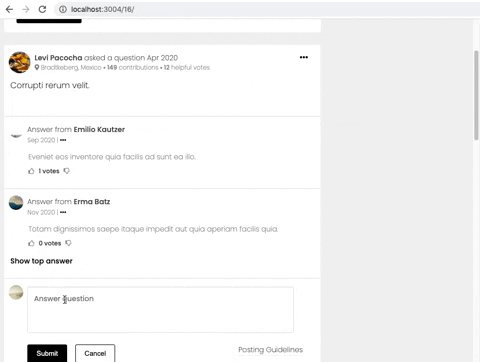 localhost:3004/16/
Levi Pacocha asked a question Apr 2020
Bradtkeberg, Mexico • 149 contributions • 12 helpful votes
Corrupti rerum velit.
Answer from Emilio Kautzer
Sep 2020 | •••
Eveniet eos inventore quia facilis ad sunt ea illo.
1 votes
Answer from Erma Batz
Nov 2020 | •••
Totam dignissimos saepe itaque impedit aut quia aperiam facilis quia.
0 votes
Show top answer
Answer question
Submit Cancel Posting Guidelines